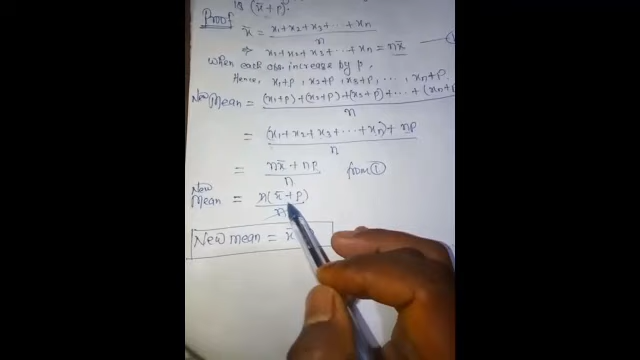 is (x̄+p).
Proof x̄ = (x₁+x₂+x₃+⋯+xₙ)/n
⇒ x₁+x₂+x₃+⋯+xₙ = nx̄
When each obs. increase by p.
Hence, x₁+p, x₂+p, x₃+p, ⋯, xₙ+p.
New Mean = ((x₁+p)+(x₂+p)+(x₃+p)+⋯+(xₙ+p
n
= ((x₁+x₂+x₃+⋯+xₙ)+np)/n
= (nx̄+np)/n from ①
New Mean = n(x̄+p)/n
New mean = x̄